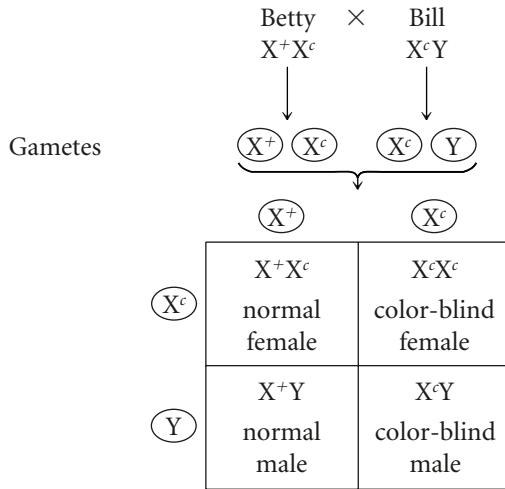 Betty × Bill
X⁺Xᶜ XᶜY
Gametes X⁺ Xᶜ Xᶜ Y
X⁺ Xᶜ
X⁺Xᶜ XᶜXᶜ
Xᶜ normal color-blind
female female
X⁺Y XᶜY
Y normal color-blind
male male